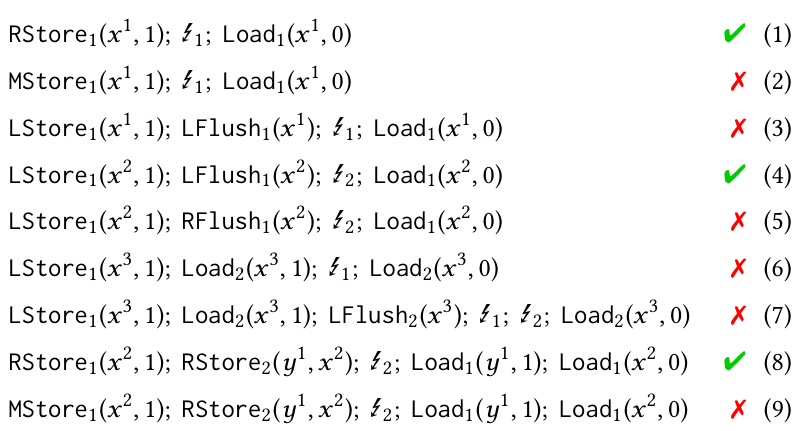 RStore₁(x¹, 1); ↯₁; Load₁(x¹, 0) ✔ (1)
MStore₁(x¹, 1); ↯₁; Load₁(x¹, 0) ✗ (2)
LStore₁(x¹, 1); LFlush₁(x¹); ↯₁; Load₁(x¹, 0) ✗ (3)
LStore₁(x², 1); LFlush₁(x²); ↯₂; Load₁(x², 0) ✔ (4)
LStore₁(x², 1); RFlush₁(x²); ↯₂; Load₁(x², 0) ✗ (5)
LStore₁(x³, 1); Load₂(x³, 1); ↯₁; Load₂(x³, 0) ✗ (6)
LStore₁(x³, 1); Load₂(x³, 1); LFlush₂(x³); ↯₁; ↯₂; Load₂(x³, 0) ✗ (7)
RStore₁(x², 1); RStore₂(y¹, x²); ↯₂; Load₁(y¹, 1); Load₁(x², 0) ✔ (8)
MStore₁(x², 1); RStore₂(y¹, x²); ↯₂; Load₁(y¹, 1); Load₁(x², 0) ✗ (9)